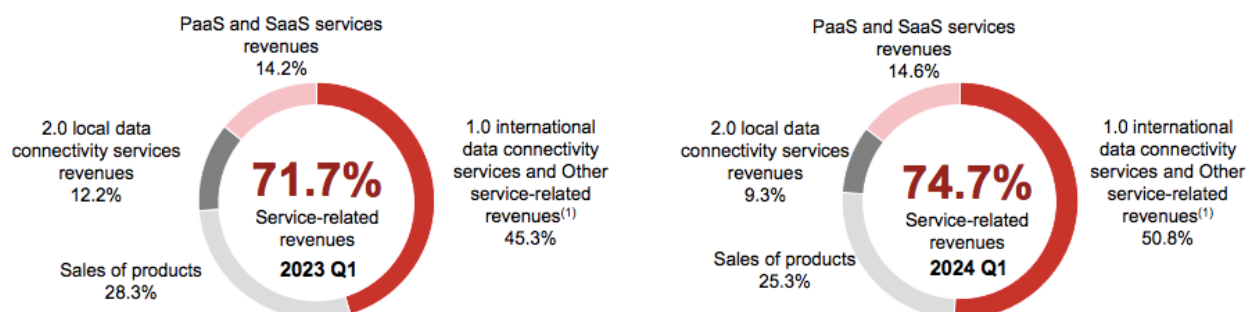 PaaS and SaaS services
revenues
14.2%
2.0 local data
connectivity services
revenues
12.2%
71.7%
Service-related
revenues
2023 Q1
1.0 international
data connectivity
services and Other
service-related
revenues(1)
45.3%
Sales of products
28.3%
PaaS and SaaS services
revenues
14.6%
2.0 local data
connectivity services
revenues
9.3%
74.7%
Service-related
revenues
2024 Q1
1.0 international
data connectivity
services and Other
service-related
revenues(1)
50.8%
Sales of products
25.3%